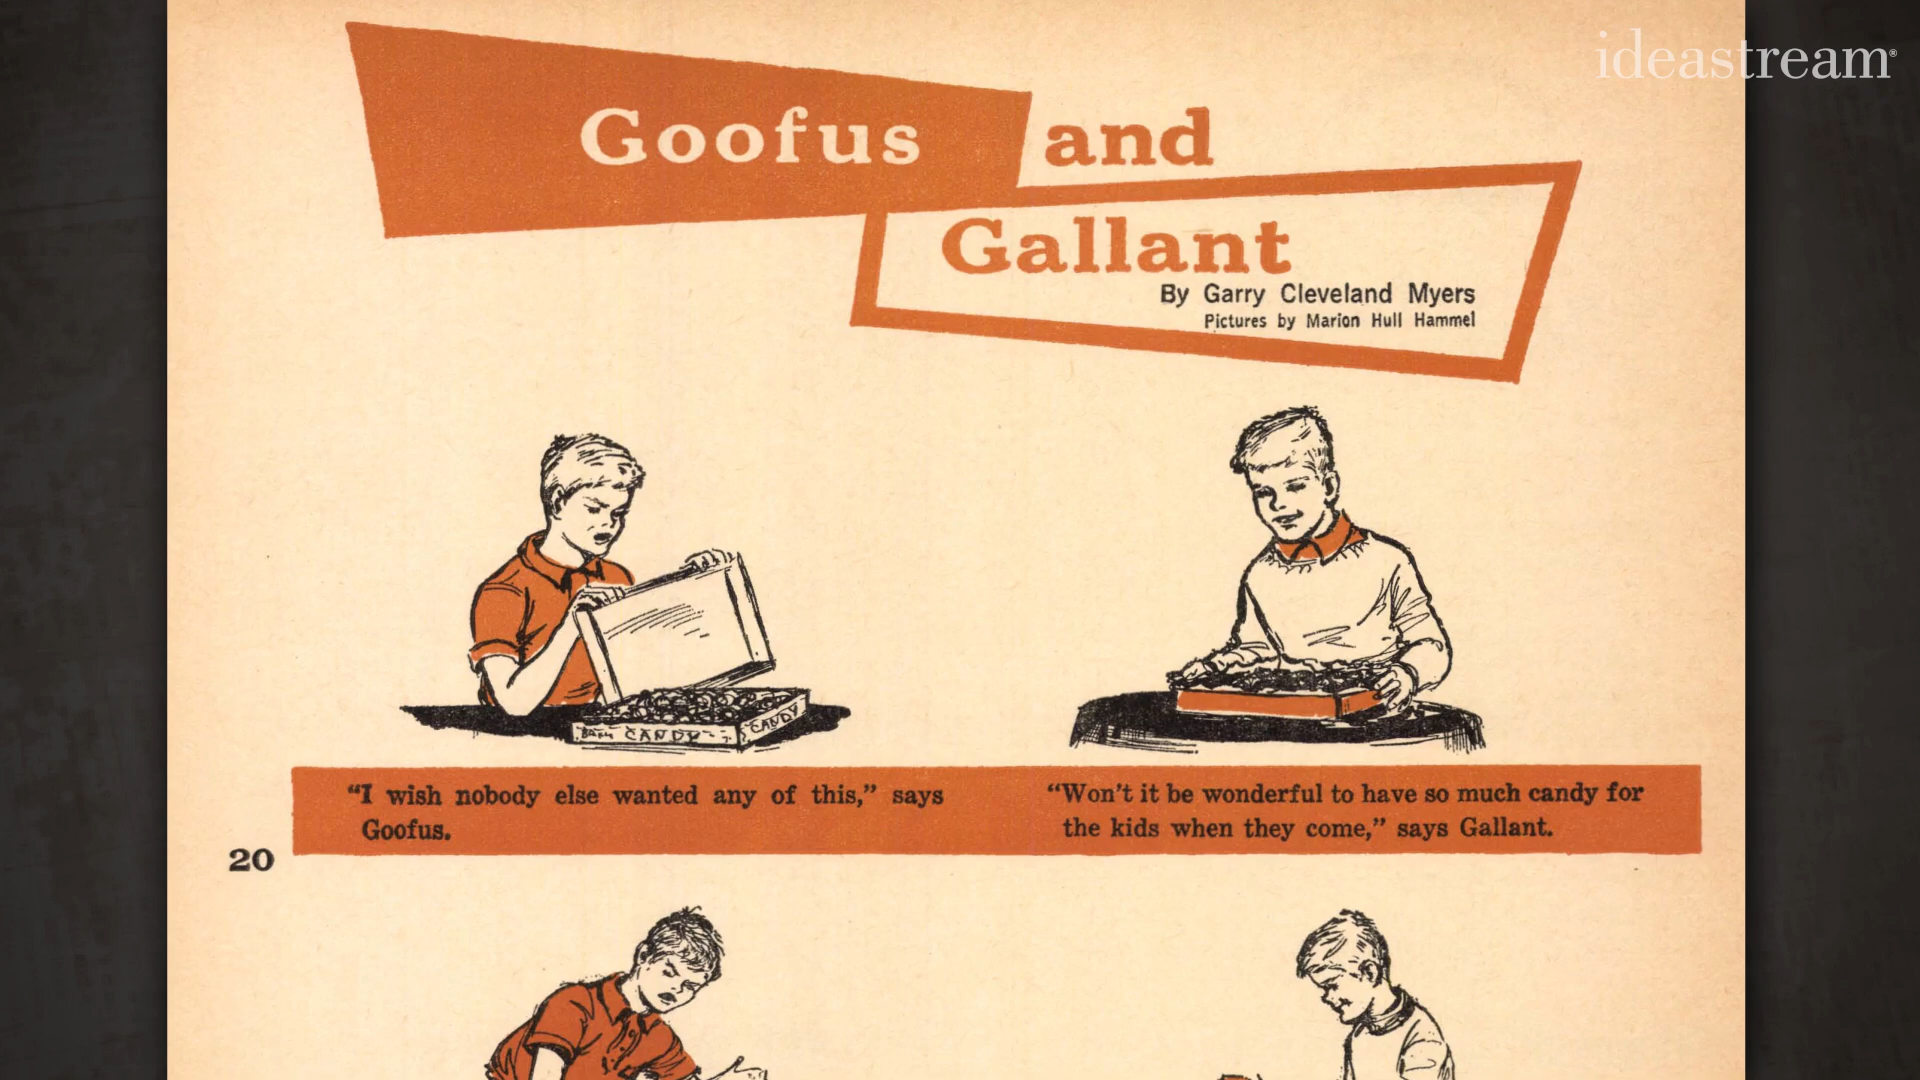 ideastream®
Goofus and
Gallant
By Garry Cleveland Myers
Pictures by Marion Hull Hammel
CANDY
CANDY
“I wish nobody else wanted any of this,” says
Goofus.
“Won’t it be wonderful to have so much candy for
the kids when they come,” says Gallant.
20